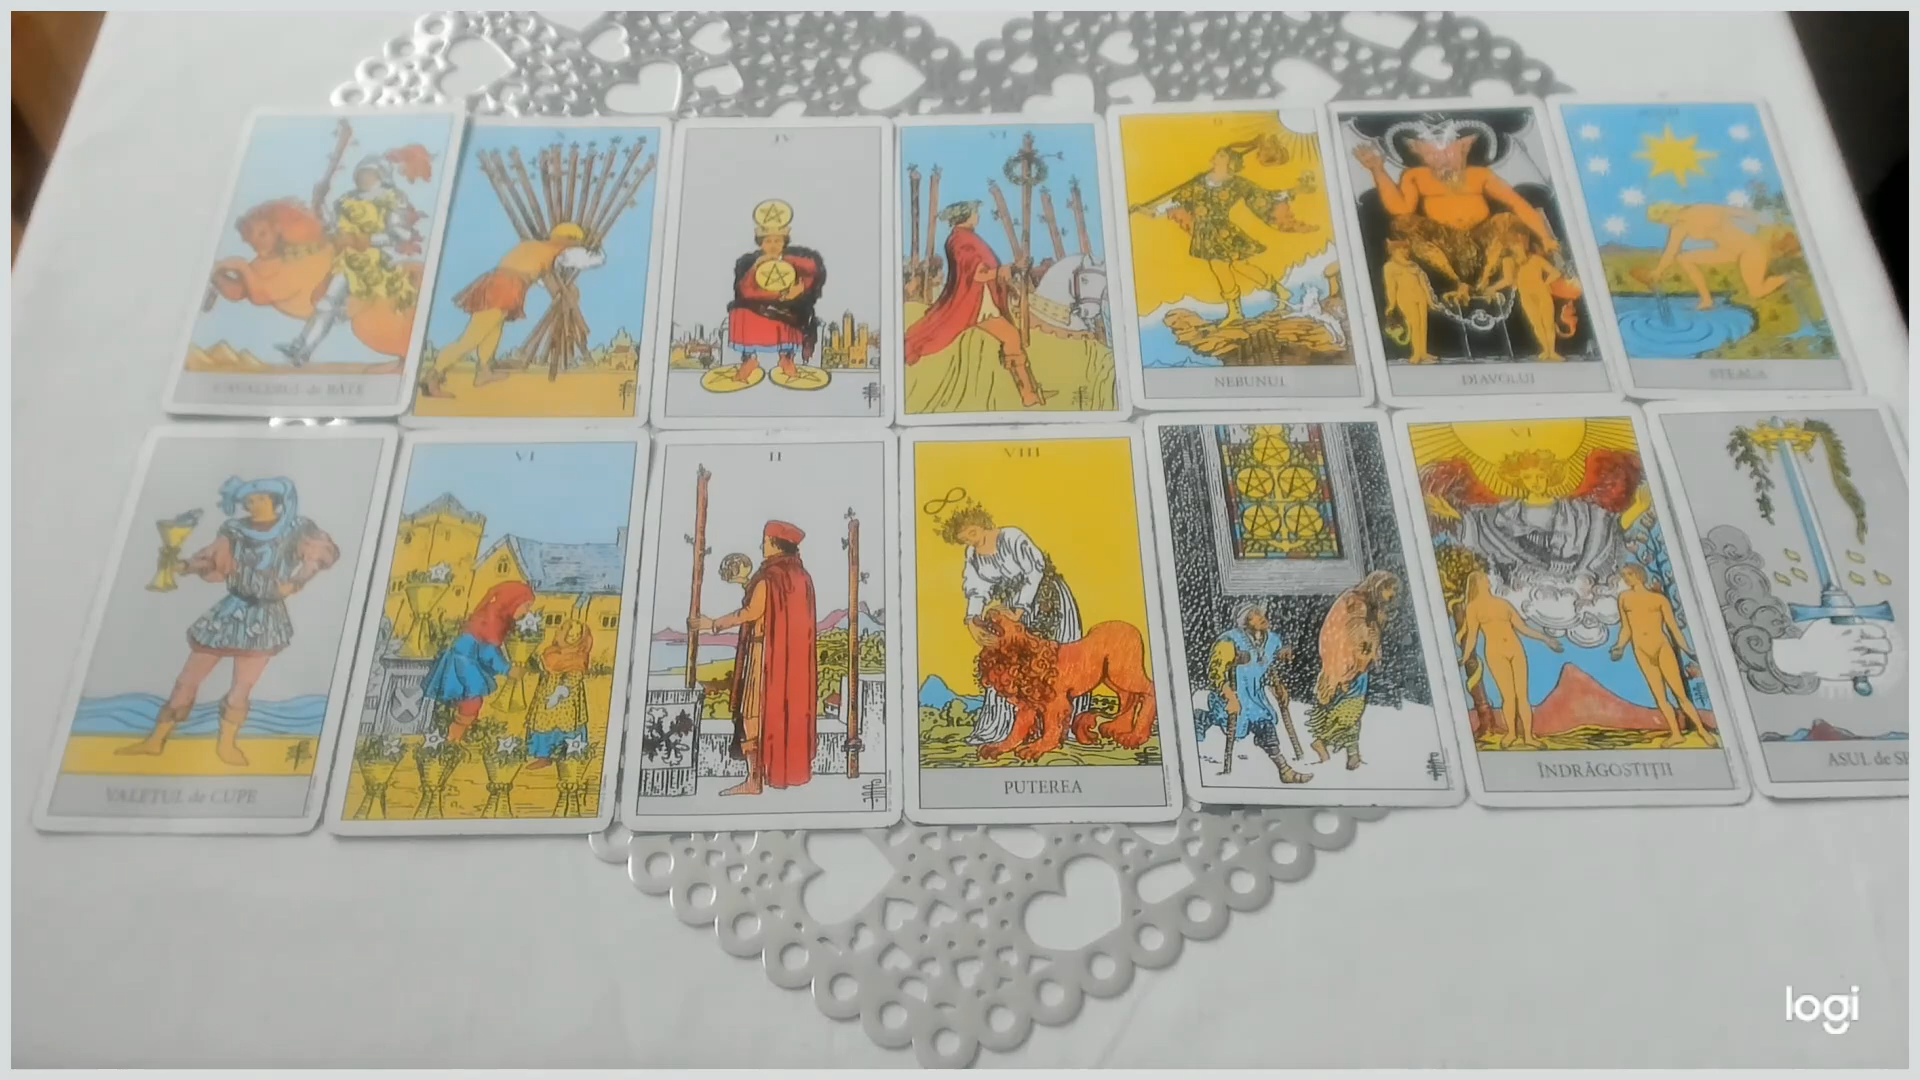 X
IV
VI
CAVALERUL de BÂTE
NEBUNUL
DIAVOLUL
STEAUA
VI
II
VIII
VI
VALETUL de CUPE
PUTEREA
ÎNDRĂGOSTIȚII
ASUL de SP
logi